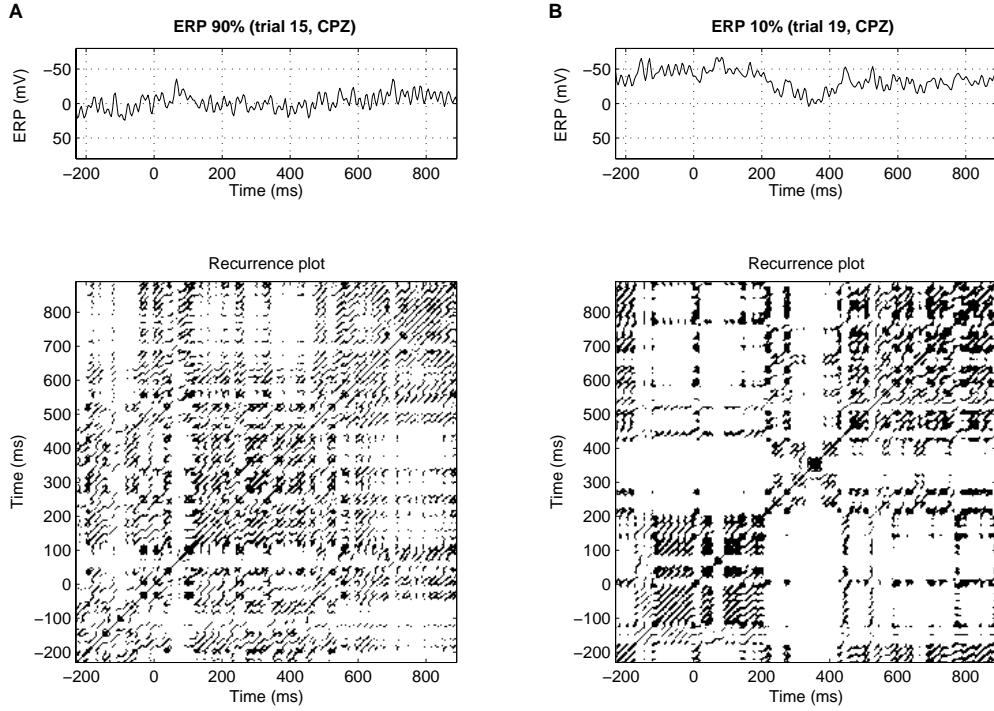 A
ERP 90% (trial 15, CPZ)
ERP (mV)
−50
0
50
−200 0 200 400 600 800
Time (ms)
Recurrence plot
Time (ms)
800
700
600
500
400
300
200
100
0
−100
−200
−200 0 200 400 600 800
Time (ms)
B
ERP 10% (trial 19, CPZ)
ERP (mV)
−50
0
50
−200 0 200 400 600 800
Time (ms)
Recurrence plot
Time (ms)
800
700
600
500
400
300
200
100
0
−100
−200
−200 0 200 400 600 800
Time (ms)